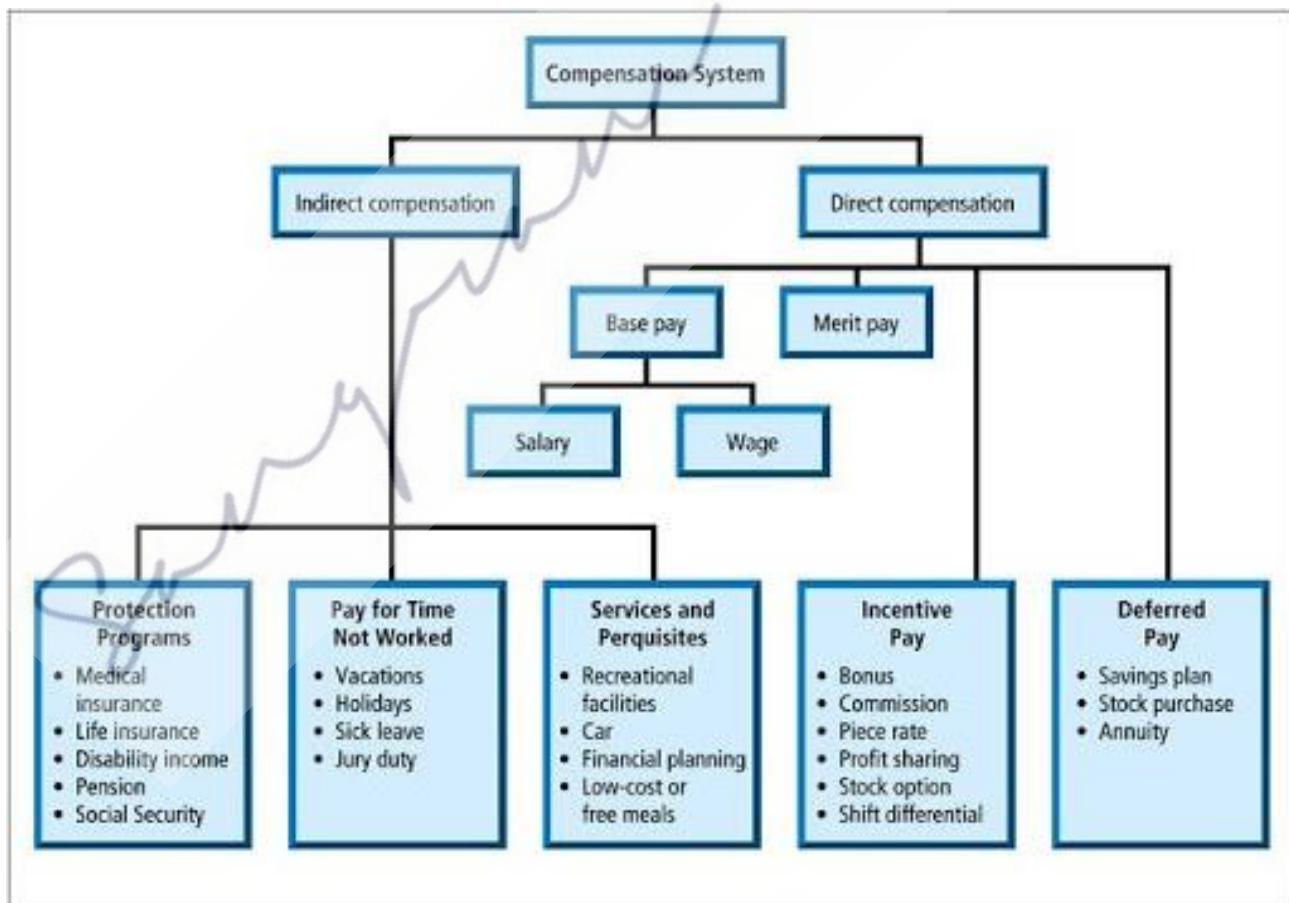 Compensation System
Indirect compensation
Direct compensation
Base pay
Merit pay
Salary
Wage
Protection
Programs
• Medical
insurance
• Life insurance
• Disability income
• Pension
• Social Security
Pay for Time
Not Worked
• Vacations
• Holidays
• Sick leave
• Jury duty
Services and
Perquisites
• Recreational
facilities
• Car
• Financial planning
• Low-cost or
free meals
Incentive
Pay
• Bonus
• Commission
• Piece rate
• Profit sharing
• Stock option
• Shift differential
Deferred
Pay
• Savings plan
• Stock purchase
• Annuity